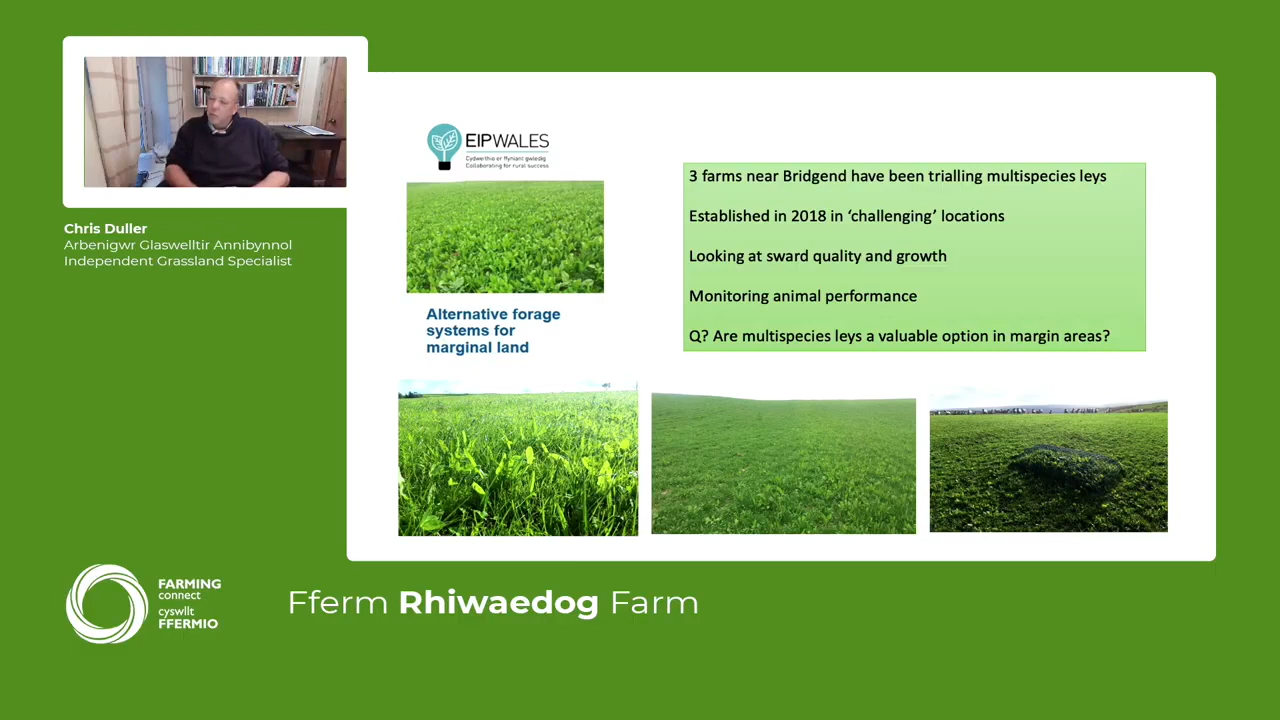 Chris Duller
Arbenigwr Glaswelltir Annibynnol
Independent Grassland Specialist
EIPWALES
Cydweithio er ffyniant gwledig
Collaborating for rural success
Alternative forage
systems for
marginal land
3 farms near Bridgend have been trialling multispecies leys
Established in 2018 in ‘challenging’ locations
Looking at sward quality and growth
Monitoring animal performance
Q? Are multispecies leys a valuable option in margin areas?
FARMING
connect
cyswllt
FFERMIO
Fferm Rhiwaedog Farm